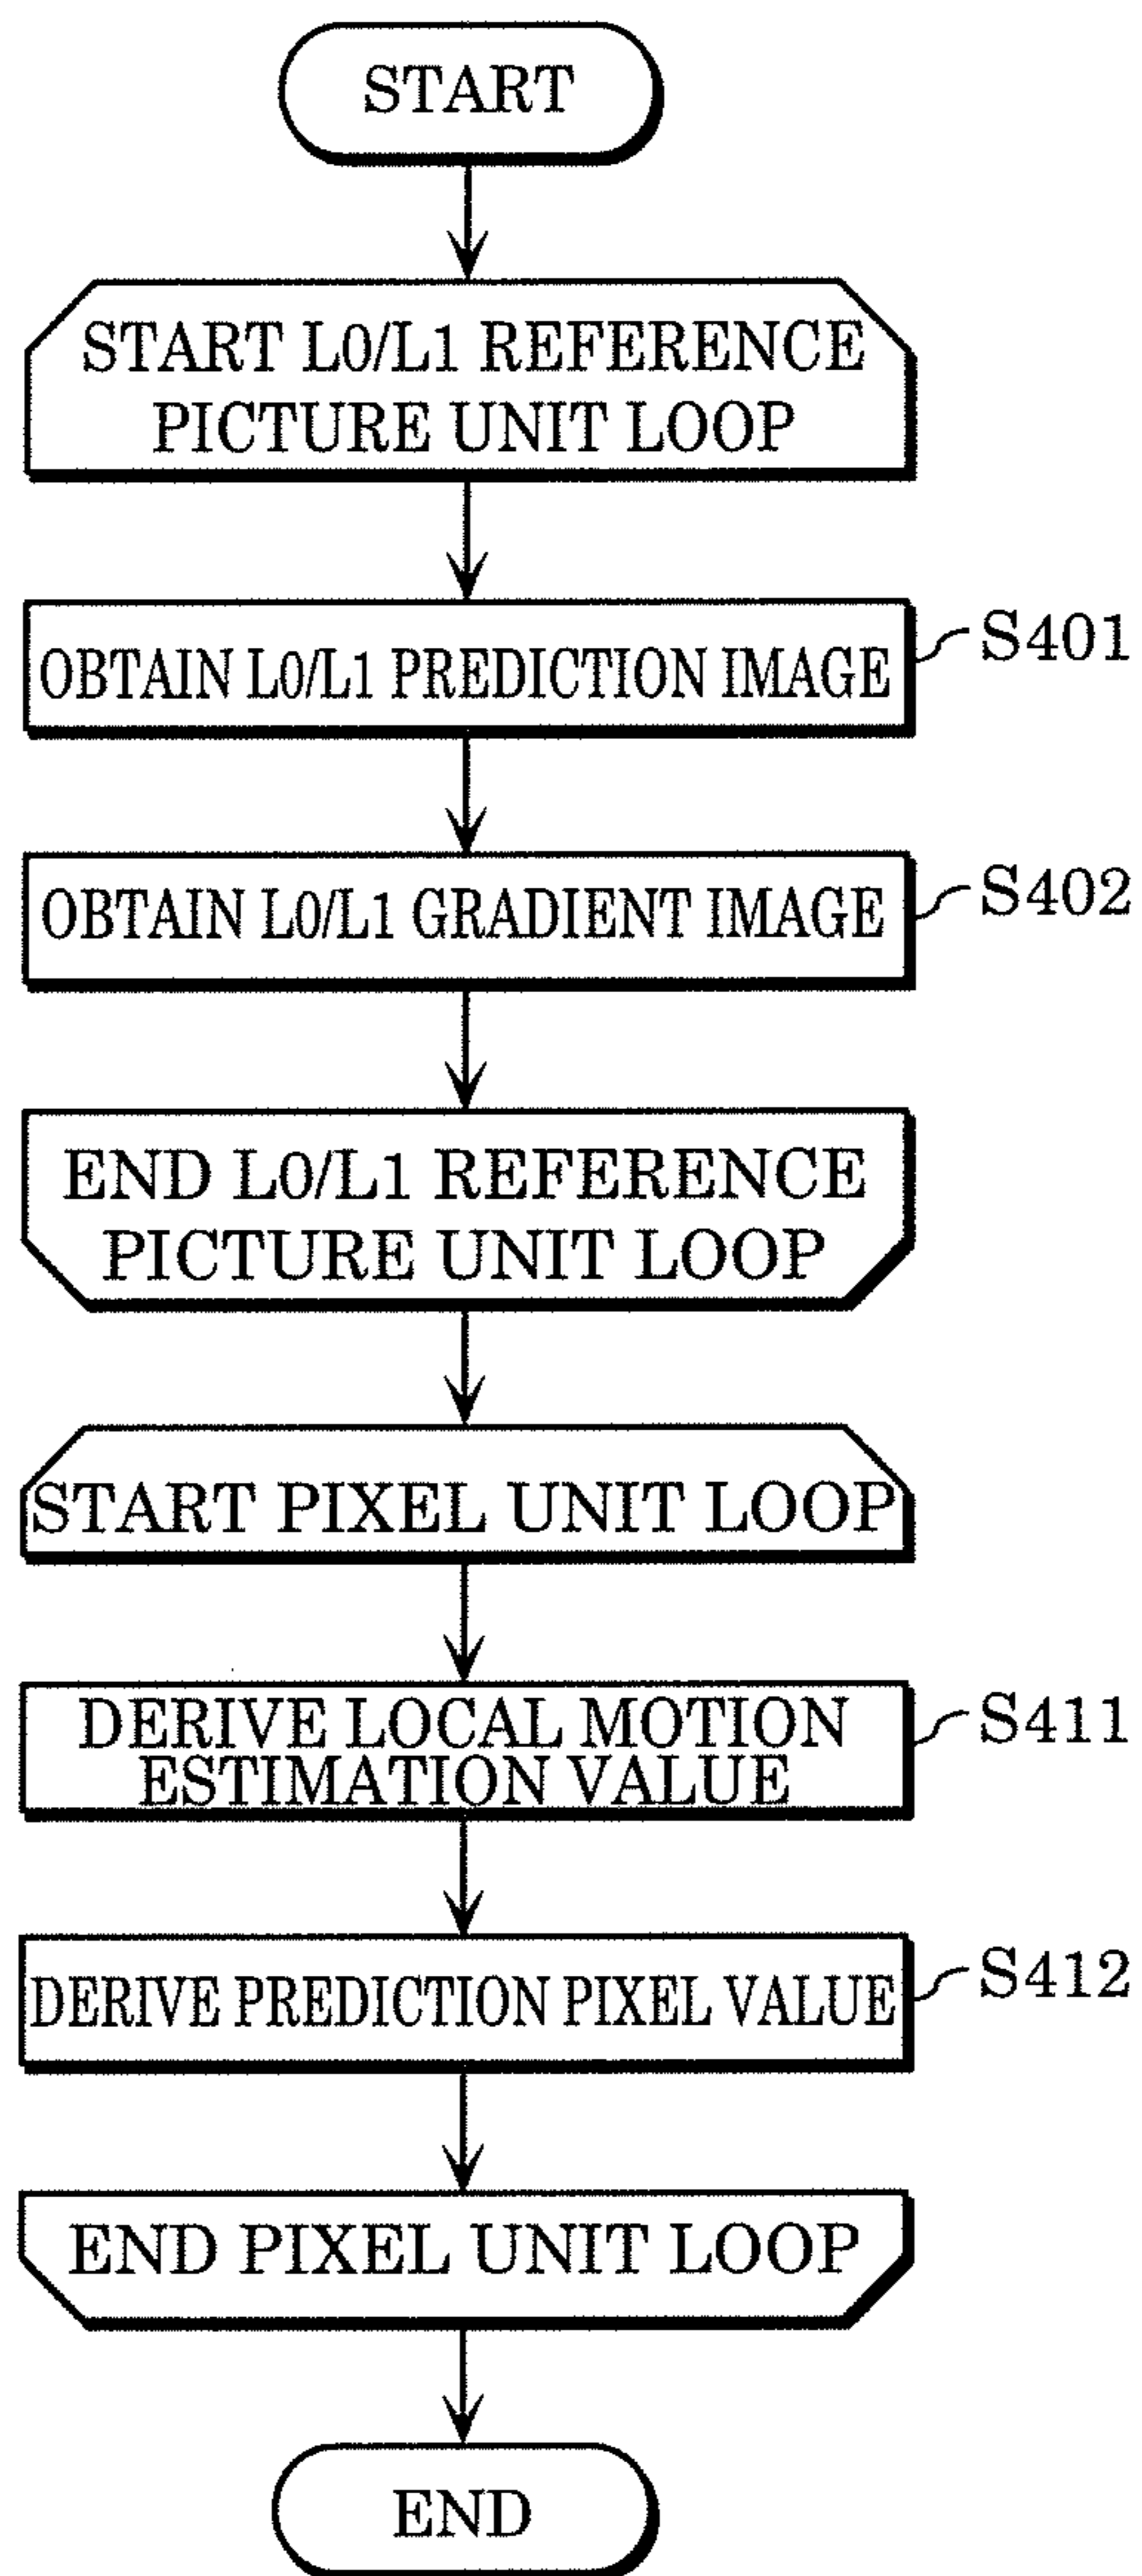 START
START L0/L1 REFERENCE
PICTURE UNIT LOOP
OBTAIN L0/L1 PREDICTION IMAGE
S401
OBTAIN L0/L1 GRADIENT IMAGE
S402
END L0/L1 REFERENCE
PICTURE UNIT LOOP
START PIXEL UNIT LOOP
DERIVE LOCAL MOTION
ESTIMATION VALUE
S411
DERIVE PREDICTION PIXEL VALUE
S412
END PIXEL UNIT LOOP
END